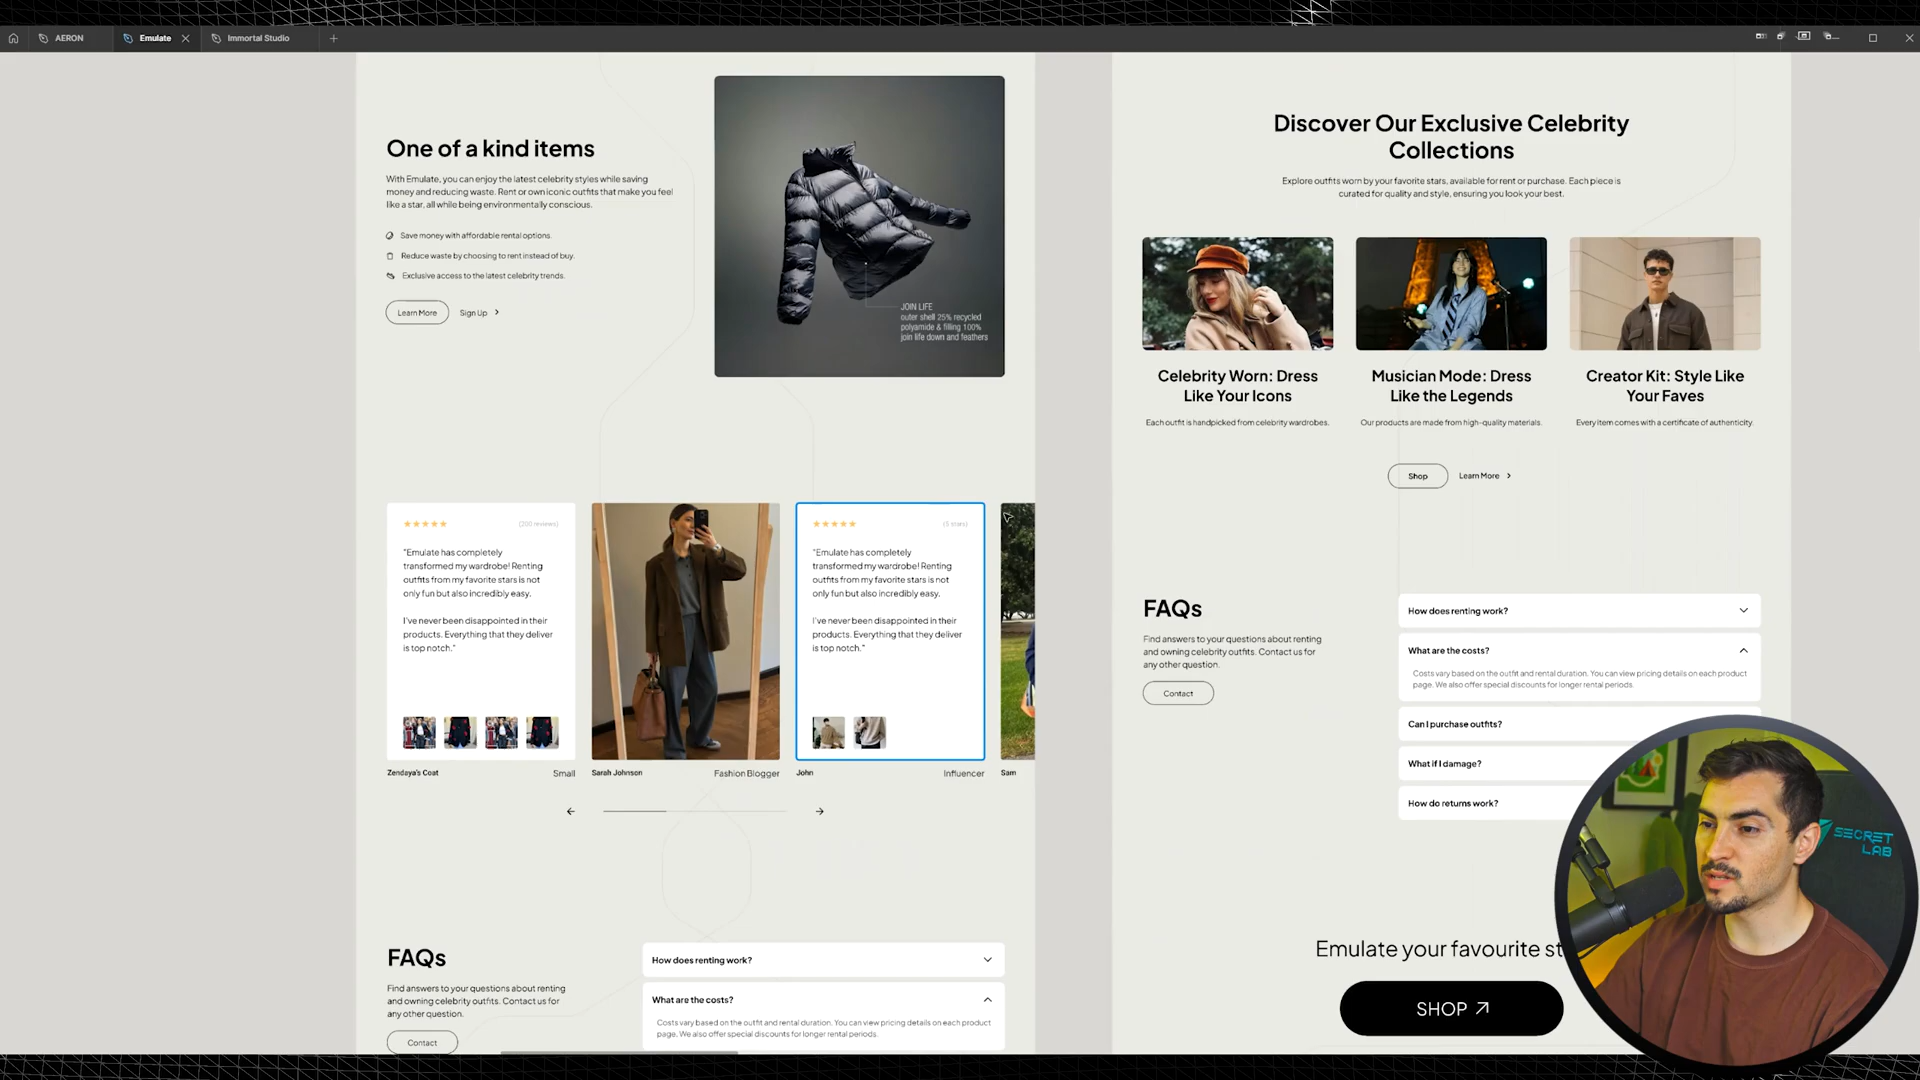 AERON
Emulate
Immortal Studio
One of a kind items
With Emulate, you can enjoy the latest celebrity styles while saving
money and reducing waste. Rent or own iconic outfits that make you feel
like a star, all while being environmentally conscious.
Save money with affordable rental options.
Reduce waste by choosing to rent instead of buy.
Exclusive access to the latest celebrity trends.
Learn More
Sign Up
JOIN LIFE
outer shell 25% recycled
polyamide & filling 100%
join life down and feathers
(200 reviews)
"Emulate has completely
transformed my wardrobe! Renting
outfits from my favorite stars is not
only fun but also incredibly easy.
I've never been disappointed in their
products. Everything that they deliver
is top notch."
Zendaya's Coat
Small
Sarah Johnson
Fashion Blogger
(5 stars)
"Emulate has completely
transformed my wardrobe! Renting
outfits from my favorite stars is not
only fun but also incredibly easy.
I've never been disappointed in their
products. Everything that they deliver
is top notch."
John
Influencer
Sam
FAQs
Find answers to your questions about renting
and owning celebrity outfits. Contact us for
any other question.
Contact
How does renting work?
What are the costs?
Costs vary based on the outfit and rental duration. You can view pricing details on each product
page. We also offer special discounts for longer rental periods.
Discover Our Exclusive Celebrity
Collections
Explore outfits worn by your favorite stars, available for rent or purchase. Each piece is
curated for quality and style, ensuring you look your best.
Celebrity Worn: Dress
Like Your Icons
Each outfit is handpicked from celebrity wardrobes.
Musician Mode: Dress
Like the Legends
Our products are made from high-quality materials.
Creator Kit: Style Like
Your Faves
Every item comes with a certificate of authenticity.
Shop
Learn More
FAQs
Find answers to your questions about renting
and owning celebrity outfits. Contact us for
any other question.
Contact
How does renting work?
What are the costs?
Costs vary based on the outfit and rental duration. You can view pricing details on each product
page. We also offer special discounts for longer rental periods.
Can I purchase outfits?
What if I damage?
How do returns work?
Emulate your favourite st
SHOP
SECRET
LAB